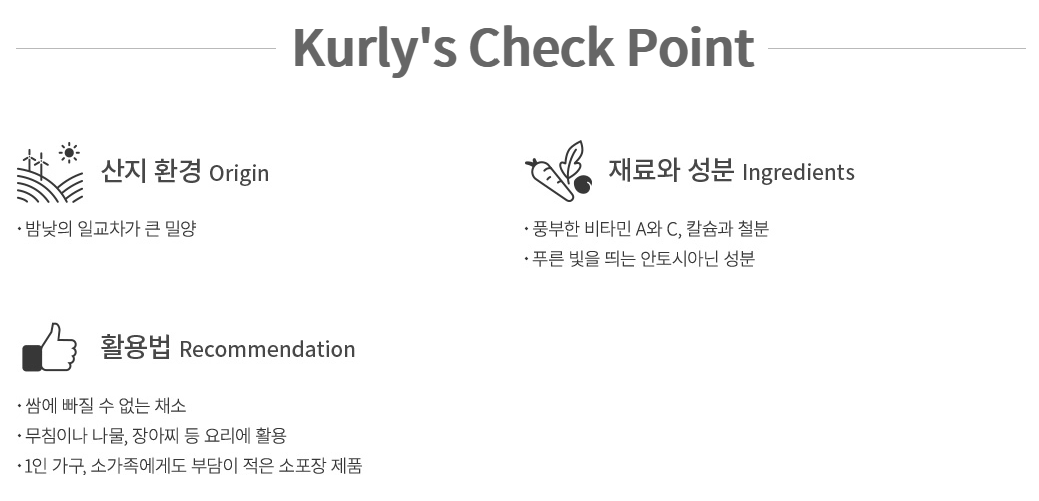 Kurly's Check Point
산지 환경 Origin
· 밤낮의 일교차가 큰 밀양
재료와 성분 Ingredients
· 풍부한 비타민 A와 C, 칼슘과 철분
· 푸른 빛을 띄는 안토시아닌 성분
활용법 Recommendation
· 쌈에 빠질 수 없는 채소
· 무침이나 나물, 장아찌 등 요리에 활용
· 1인 가구, 소가족에게도 부담이 적은 소포장 제품